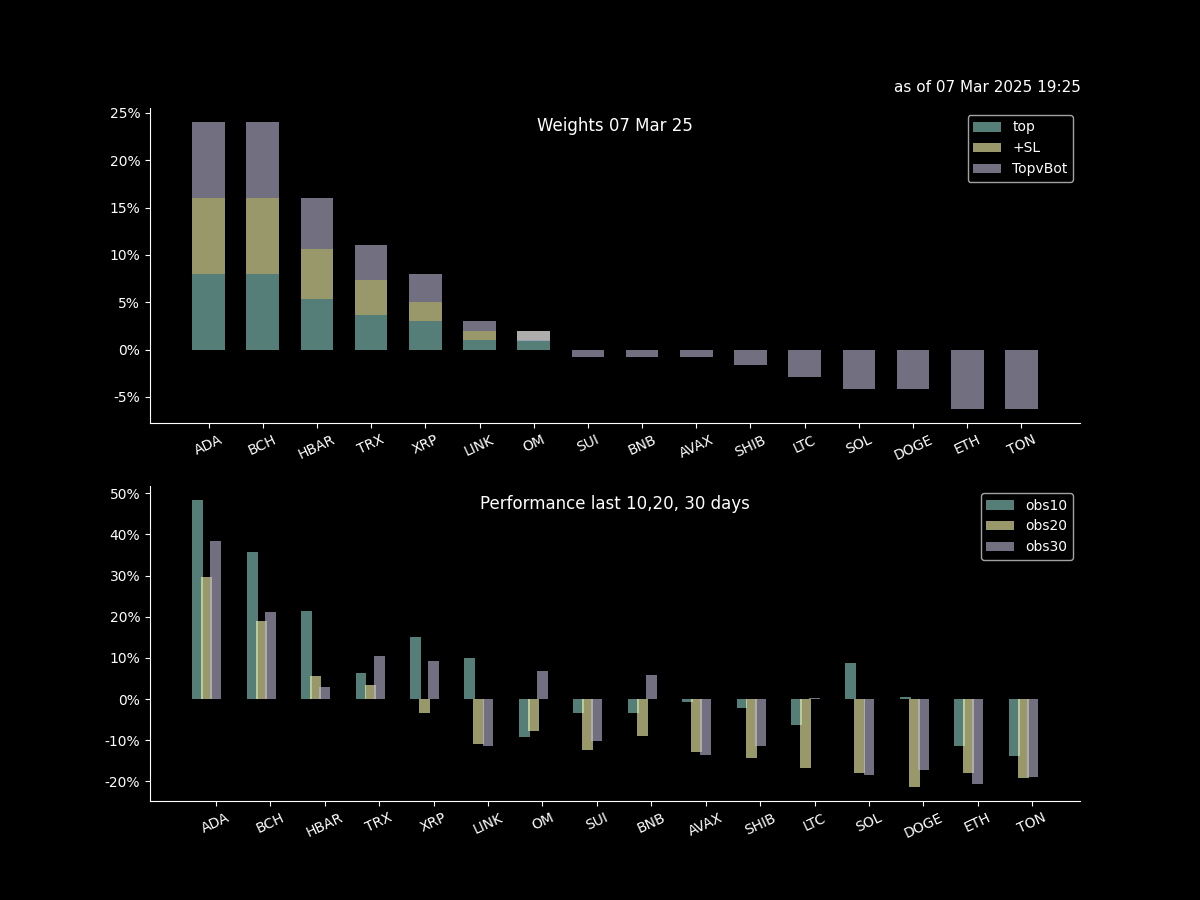 as of 07 Mar 2025 19:25
Weights 07 Mar 25
top
+SL
TopvBot
25%
20%
15%
10%
5%
0%
-5%
ADA BCH HBAR TRX XRP LINK OM SUI BNB AVAX SHIB LTC SOL DOGE ETH TON
Performance last 10,20, 30 days
obs10
obs20
obs30
50%
40%
30%
20%
10%
0%
-10%
-20%
ADA BCH HBAR TRX XRP LINK OM SUI BNB AVAX SHIB LTC SOL DOGE ETH TON